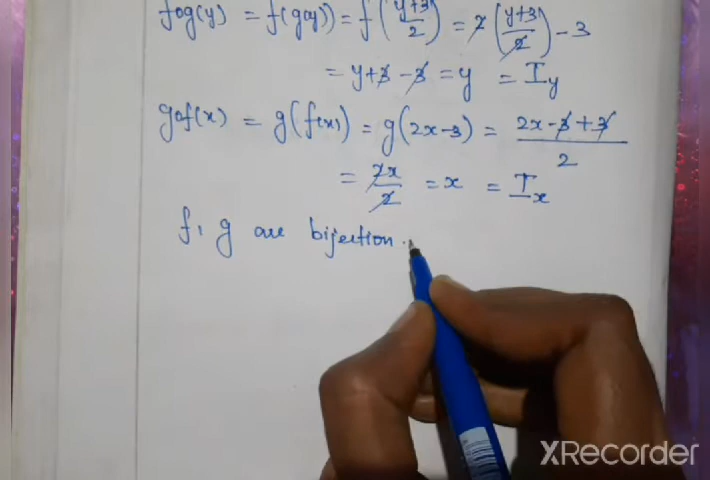 fog(y) = f(g(y)) = f(y+3/2) = 2(y+3/2) - 3
= y+3-3 = y = I_y
gof(x) = g(f(x)) = g(2x-3) = 2x-3+3/2
= 2x/2 = x = I_x
f, g are bijection.
XRecorder